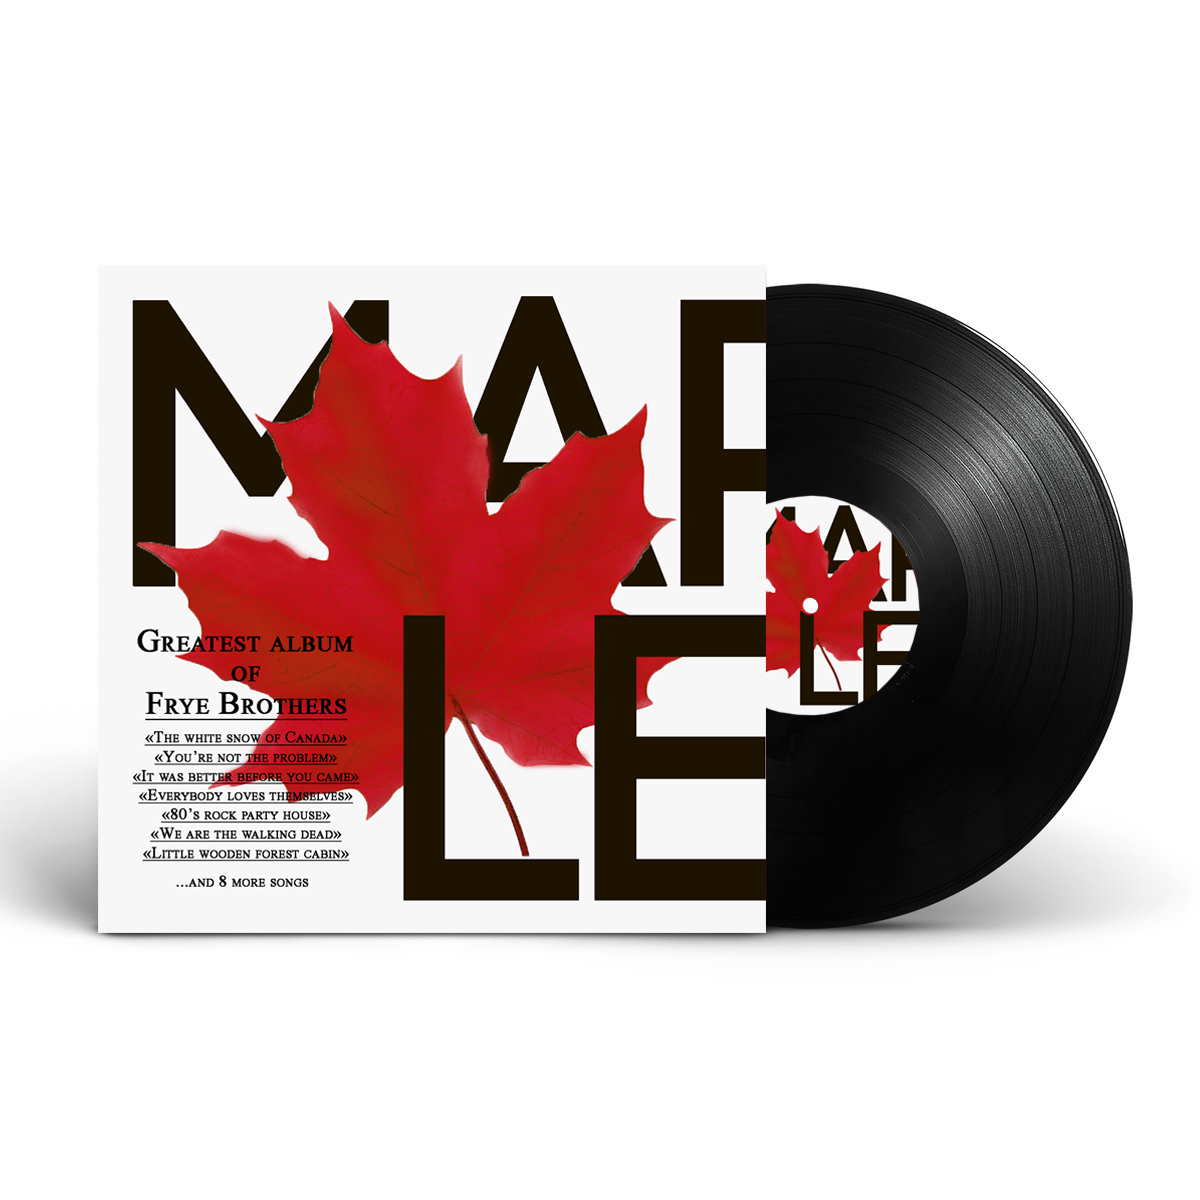 MAP
LE
Greatest album
of
Frye Brothers
«The white snow of Canada»
«You're not the problem»
«It was better before you came»
«Everybody loves themselves»
«80's rock party house»
«We are the walking dead»
«Little wooden forest cabin»
...and 8 more songs
MAP
LE